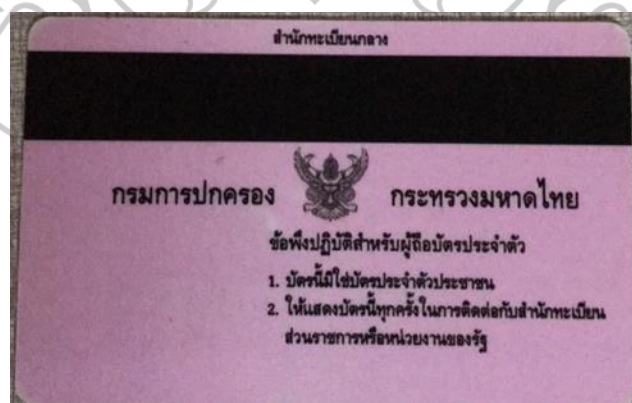 สำนักทะเบียนกลาง
กรมการปกครอง กระทรวงมหาดไทย
ข้อพึงปฏิบัติสำหรับผู้ถือบัตรประจำตัว
1. บัตรนี้มิใช่บัตรประจำตัวประชาชน
2. ให้แสดงบัตรนี้ทุกครั้งในการติดต่อกับสำนักทะเบียน
ส่วนราชการหรือหน่วยงานของรัฐ